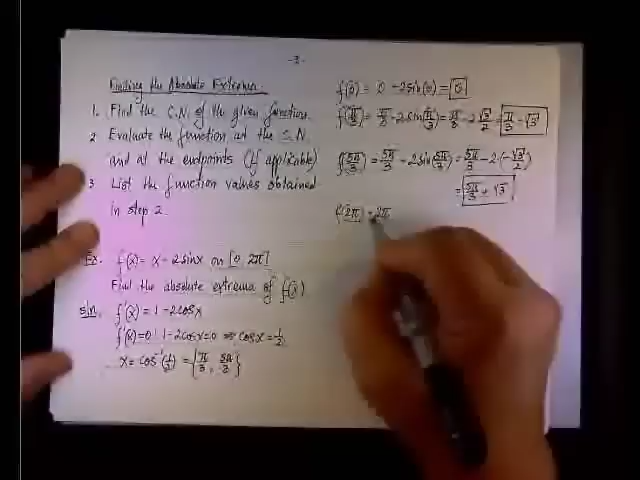 -3-
Finding the Absolute Extrema:
1. Find the C.N. of the given function.
2. Evaluate the function at the C.N.
and at the endpoints (if applicable)
3 List the function values obtained
in step 2.
Ex. f(x) = x - 2sinx on [0, 2π]
Find the absolute extrema of f(x)
sln. f'(x) = 1 - 2cosx
f'(x)=0: 1-2cosx=0 ⇒ cosx=1/2
x = cos⁻¹(1/2) = {π/3, 5π/3}
f(0) = 0 - 2sin(0) = 0
f(π/3) = π/3 - 2sin(π/3) = π/3 - 2 √3/2 = π/3 - √3
f(5π/3) = 5π/3 - 2sin(5π/3) = 5π/3 - 2·(-√3/2)
= 5π/3 + √3
f(2π) = 2π